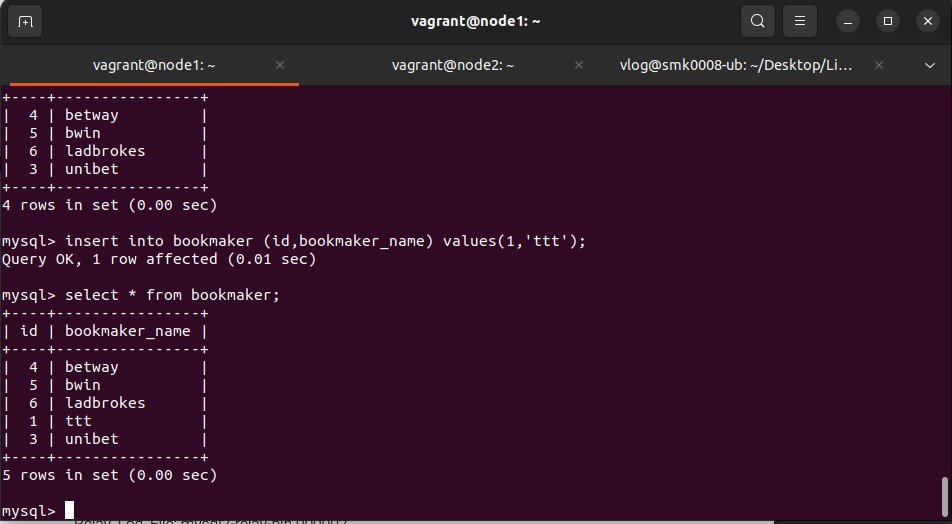 vagrant@node1: ~
vagrant@node1: ~
vagrant@node2: ~
vlog@smk0008-ub: ~/Desktop/Li...
+----+----------------+
|  4 | betway         |
|  5 | bwin           |
|  6 | ladbrokes      |
|  3 | unibet         |
+----+----------------+
4 rows in set (0.00 sec)
mysql> insert into bookmaker (id,bookmaker_name) values(1,'ttt');
Query OK, 1 row affected (0.01 sec)
mysql> select * from bookmaker;
+----+----------------+
| id | bookmaker_name |
+----+----------------+
|  4 | betway         |
|  5 | bwin           |
|  6 | ladbrokes      |
|  1 | ttt            |
|  3 | unibet         |
+----+----------------+
5 rows in set (0.00 sec)
mysql>